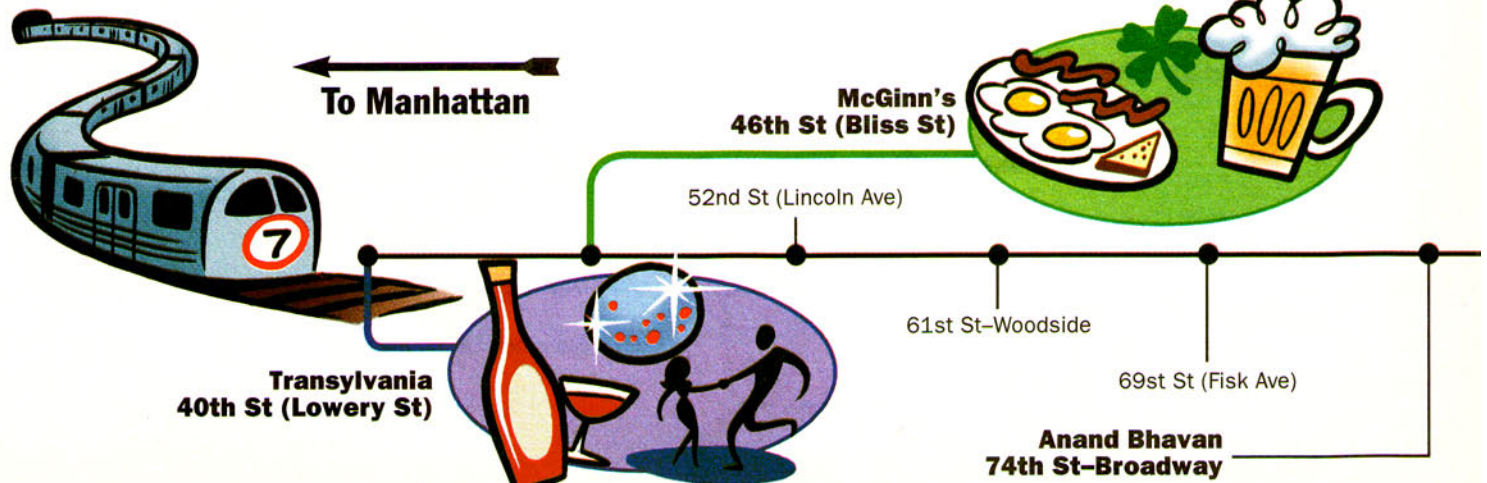 To Manhattan
7
McGinn's
46th St (Bliss St)
52nd St (Lincoln Ave)
61st St–Woodside
Transylvania
40th St (Lowery St)
69st St (Fisk Ave)
Anand Bhavan
74th St–Broadway